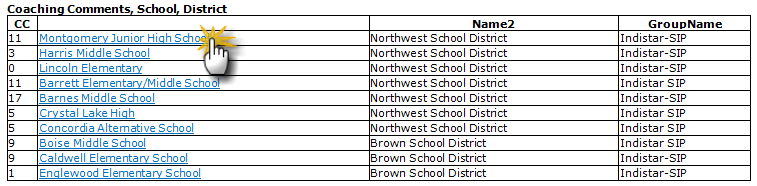 Coaching Comments, School, District
CC Name2 GroupName
11 Montgomery Junior High School Northwest School District Indistar-SIP
3 Harris Middle School Northwest School District Indistar-SIP
0 Lincoln Elementary Northwest School District Indistar-SIP
11 Barrett Elementary/Middle School Northwest School District Indistar SIP
17 Barnes Middle School Northwest School District Indistar-SIP
5 Crystal Lake High Northwest School District Indistar SIP
5 Concordia Alternative School Northwest School District Indistar SIP
9 Boise Middle School Brown School District Indistar-SIP
9 Caldwell Elementary School Brown School District Indistar-SIP
1 Englewood Elementary School Brown School District Indistar-SIP